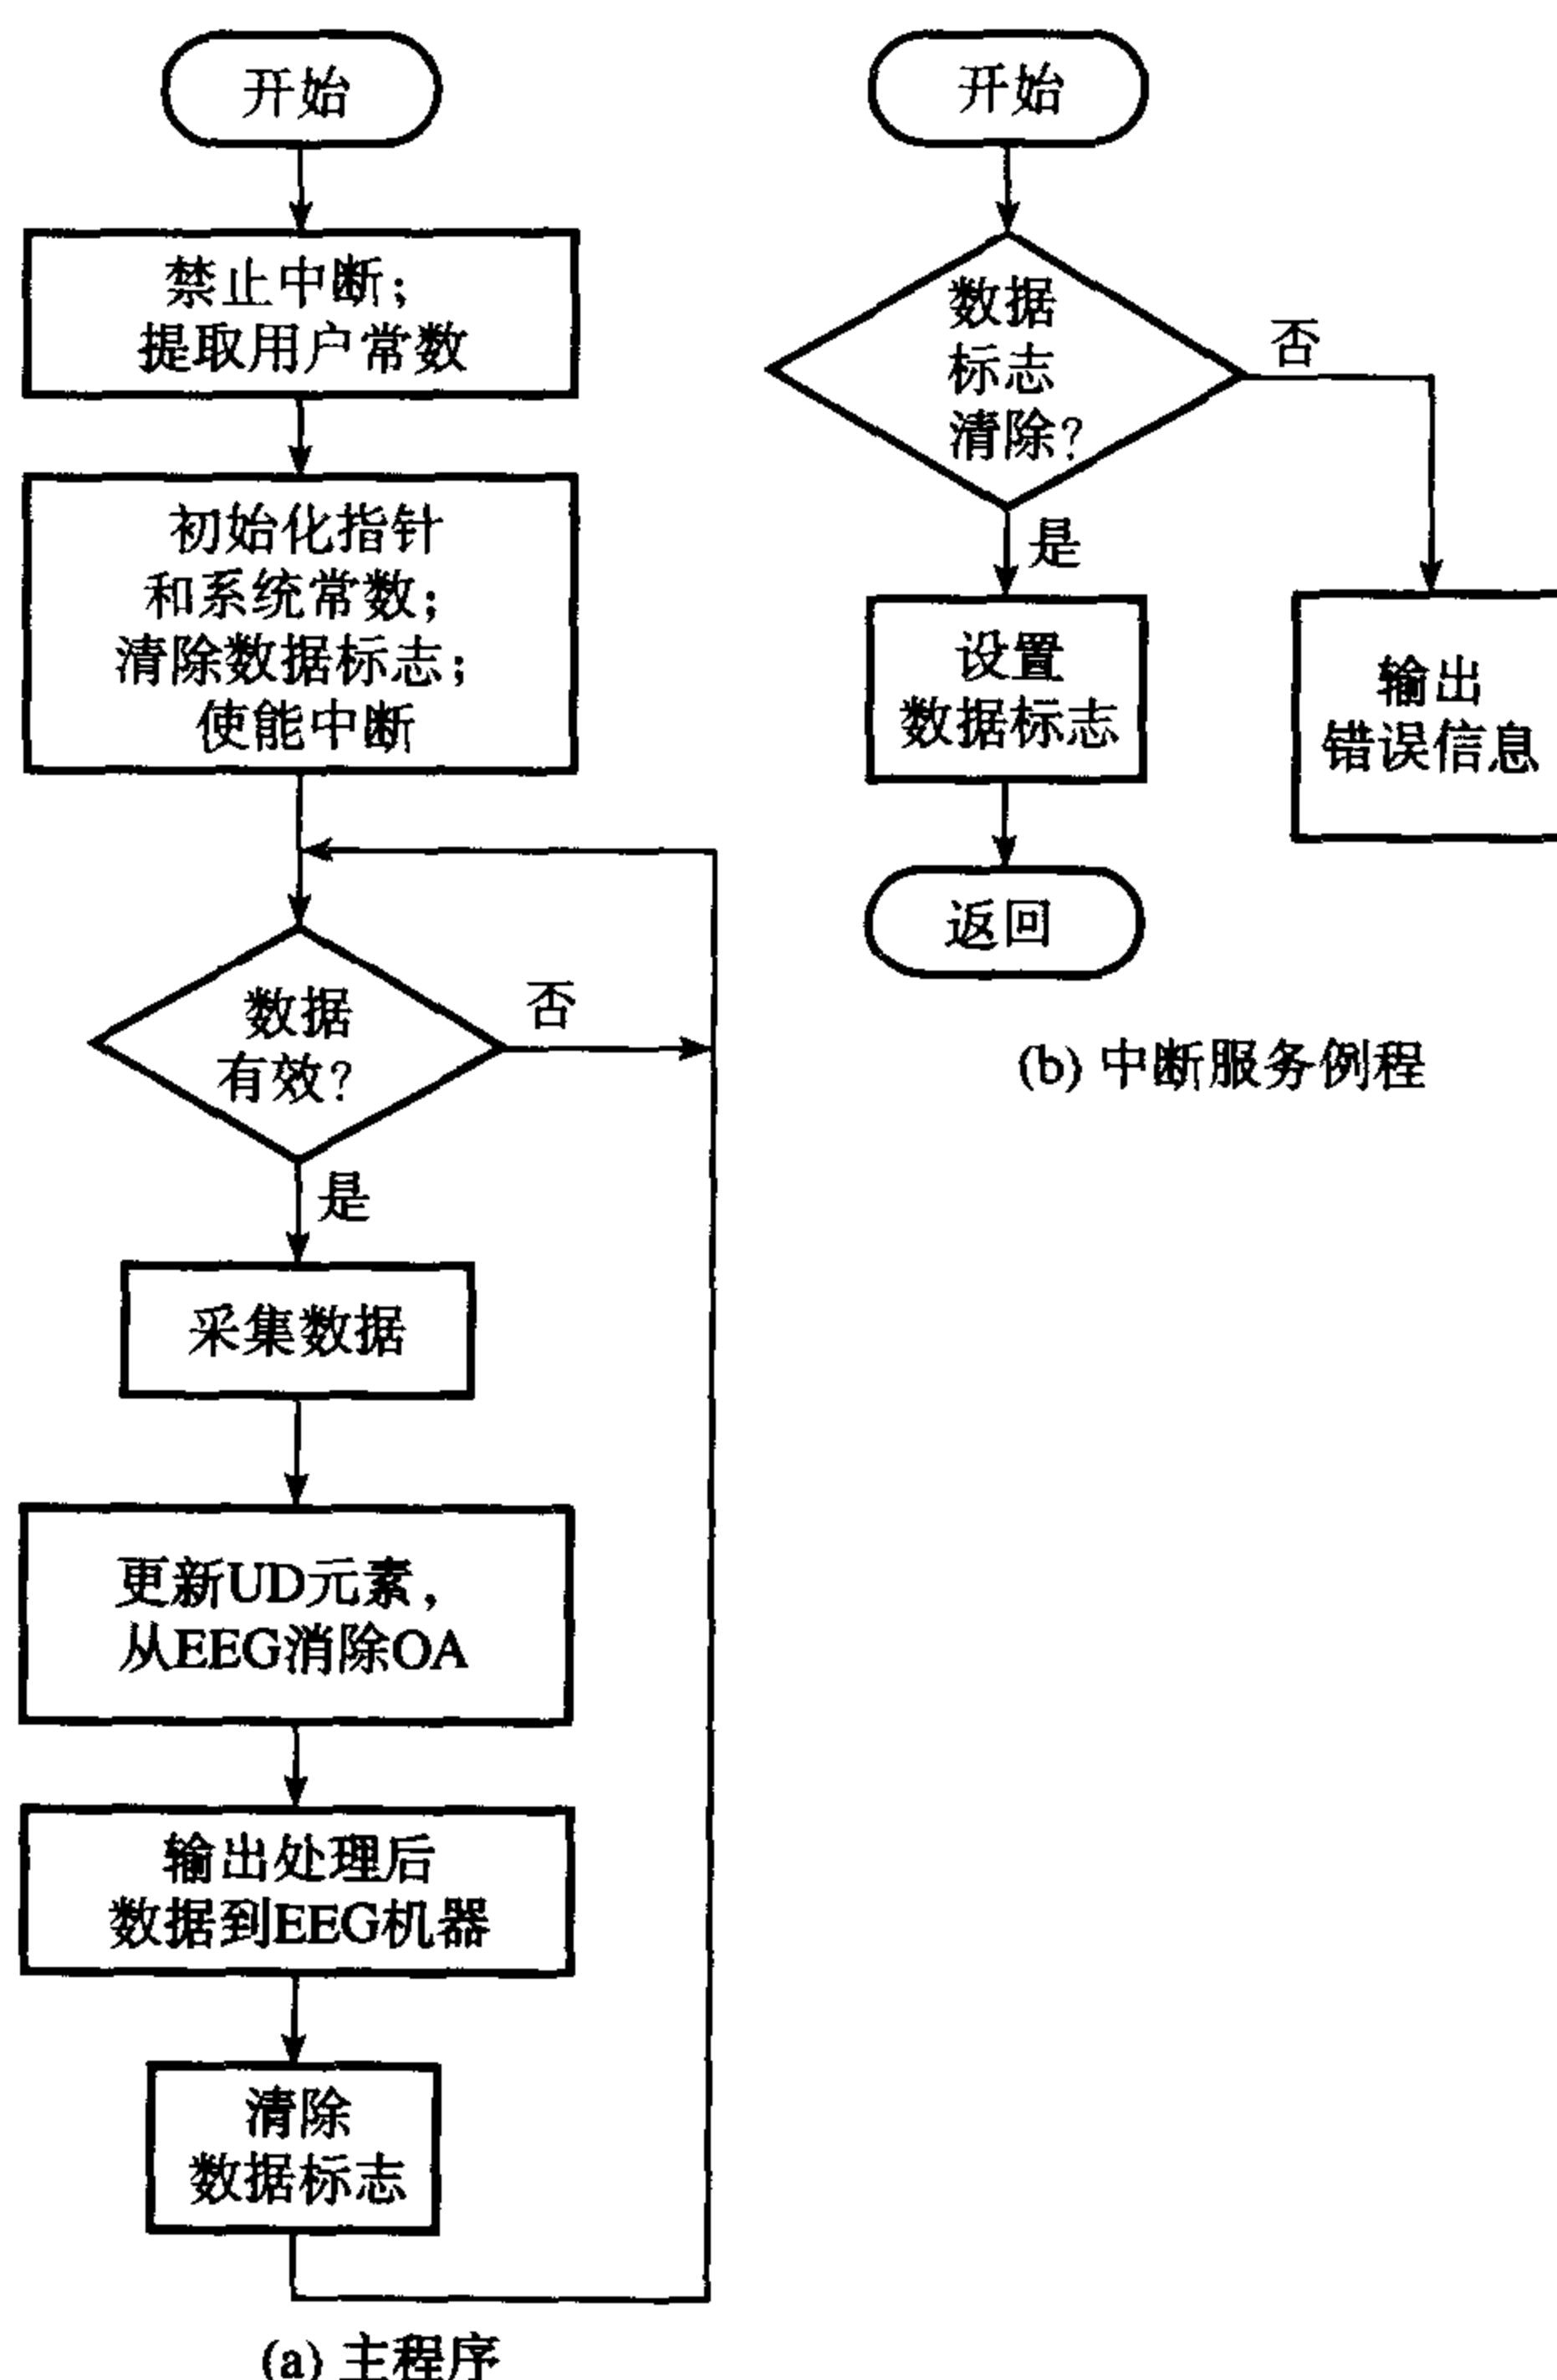 开始
禁止中断;
提取用户常数
初始化指针
和系统常数;
清除数据标志;
使能中断
数据
有效?
否
是
采集数据
更新UD元素,
从EEG消除OA
输出处理后
数据到EEG机器
清除
数据标志
(a) 主程序
开始
数据
标志
清除?
否
是
设置
数据标志
输出
错误信息
返回
(b) 中断服务例程